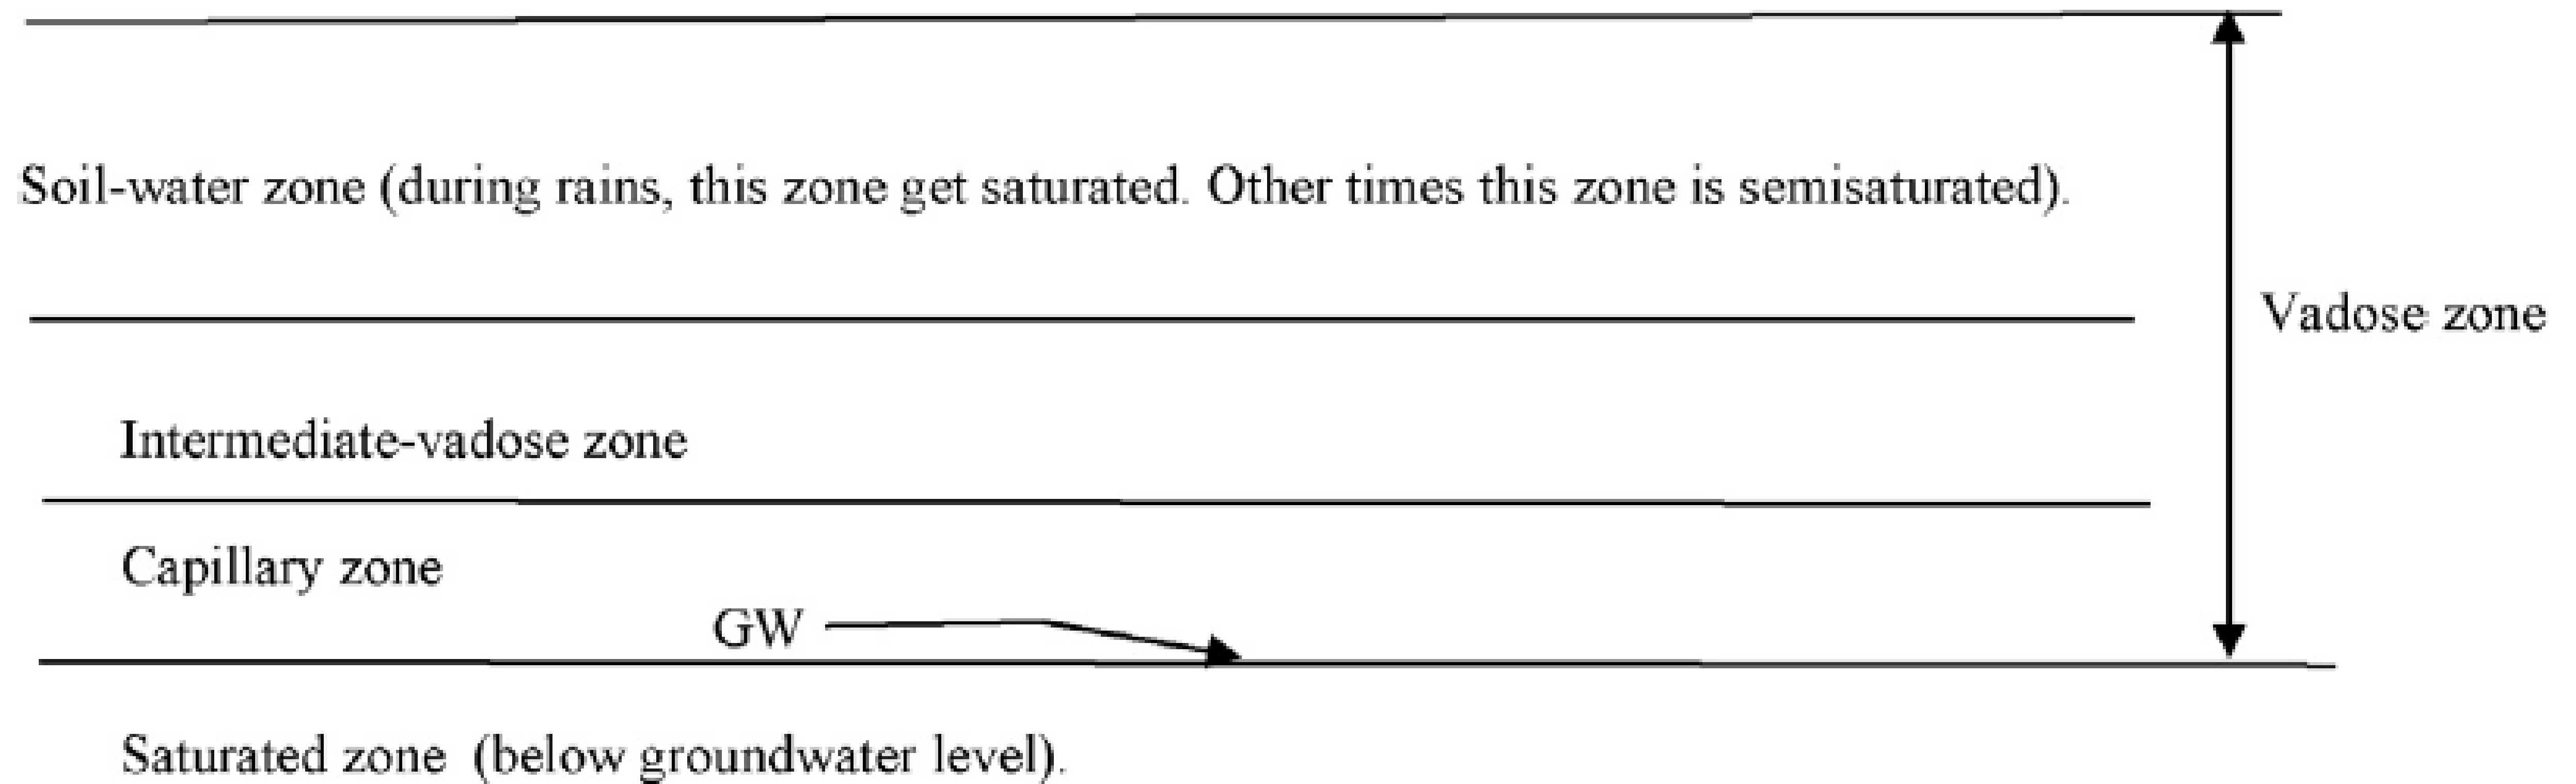 Soil-water zone (during rains, this zone get saturated. Other times this zone is semisaturated).
Vadose zone
Intermediate-vadose zone
Capillary zone
GW
Saturated zone (below groundwater level).